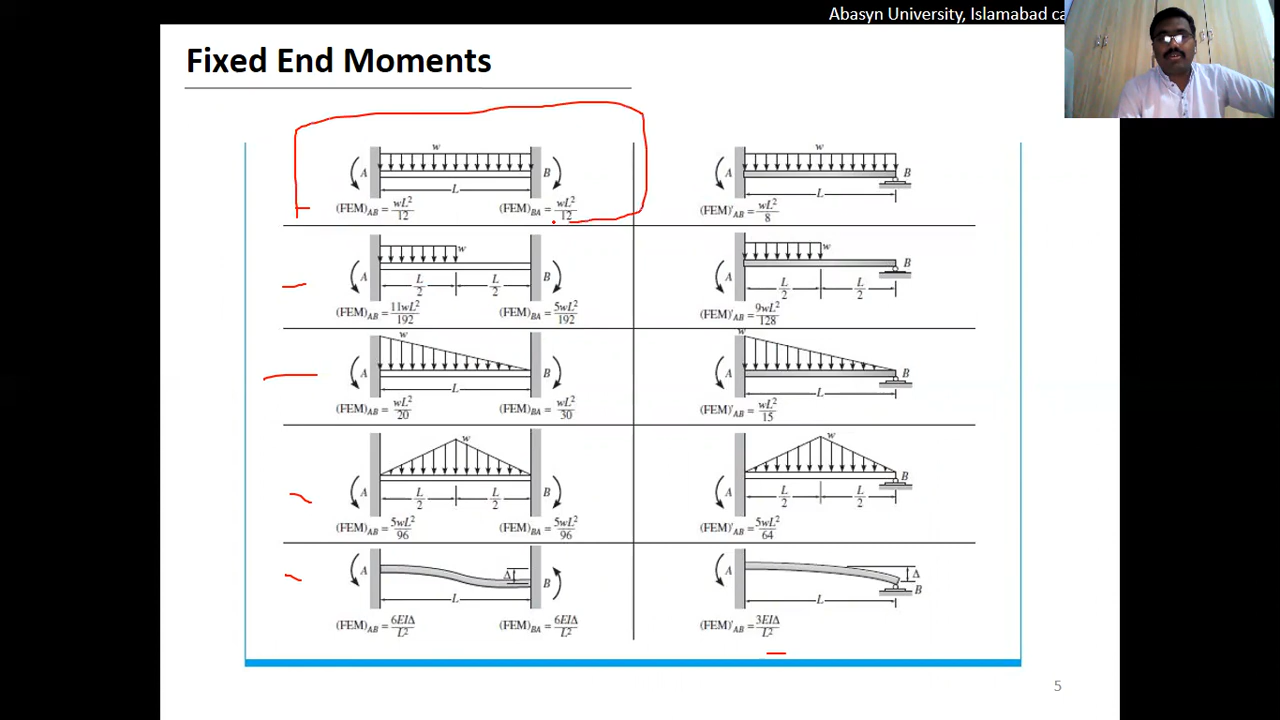 Abasyn University, Islamabad ca
Fixed End Moments
w
A B
L
(FEM)AB = wL²/12 (FEM)BA = wL²/12
w
A B
L
(FEM)'AB = wL²/8
w
A B
L/2 L/2
(FEM)AB = 11wL²/192 (FEM)BA = 5wL²/192
w
A B
L/2 L/2
(FEM)'AB = 9wL²/128
w
A B
L
(FEM)AB = wL²/20 (FEM)BA = wL²/30
w
A B
L
(FEM)'AB = wL²/15
w
A B
L/2 L/2
(FEM)AB = 5wL²/96 (FEM)BA = 5wL²/96
w
A B
L/2 L/2
(FEM)'AB = 5wL²/64
A Δ B
L
(FEM)AB = 6EIΔ/L² (FEM)BA = 6EIΔ/L²
A Δ
B
L
(FEM)'AB = 3EIΔ/L²
5